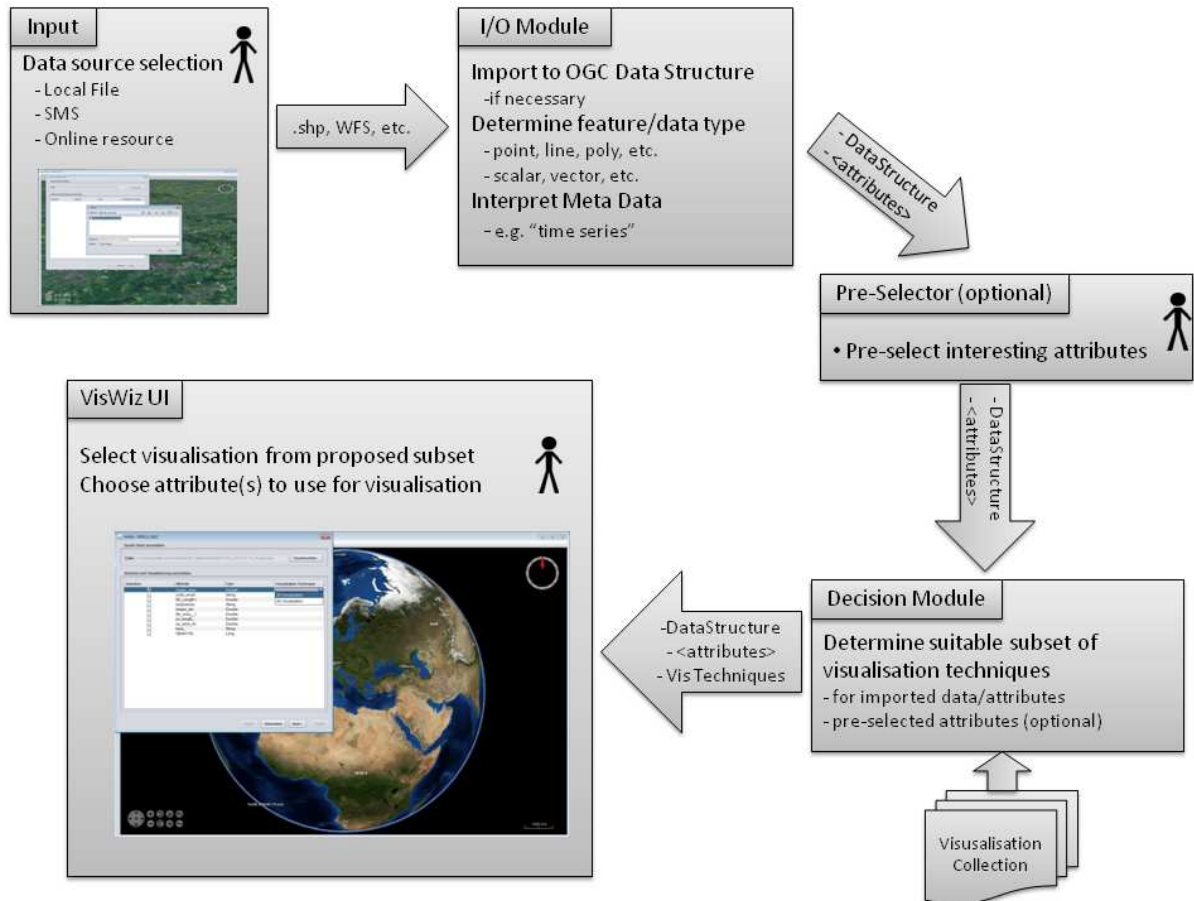 Input
Data source selection
- Local File
- SMS
- Online resource
.shp, WFS, etc.
I/O Module
Import to OGC Data Structure
-if necessary
Determine feature/data type
- point, line, poly, etc.
- scalar, vector, etc.
Interpret Meta Data
- e.g. “time series”
- DataStructure
- <attributes>
Pre-Selector (optional)
• Pre-select interesting attributes
- DataStructure
- <attributes>
Decision Module
Determine suitable subset of
visualisation techniques
- for imported data/attributes
- pre-selected attributes (optional)
Visusalisation
Collection
-DataStructure
- <attributes>
- Vis Techniques
VisWiz UI
Select visualisation from proposed subset
Choose attribute(s) to use for visualisation